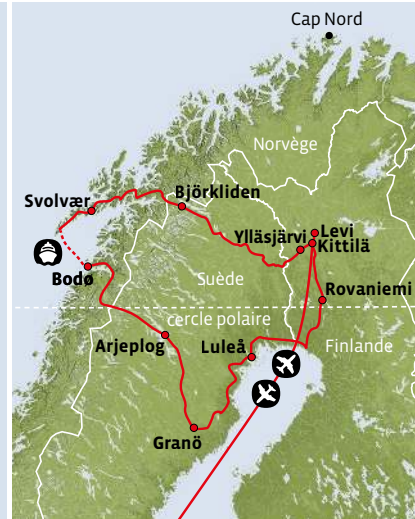 Cap Nord
Norvège
Svolvær
Björkliden
Ylläsjärvi
Levi
Kittilä
Bodø
Suède
Rovaniemi
cercle polaire
Arjeplog
Luleå
Finlande
Granö